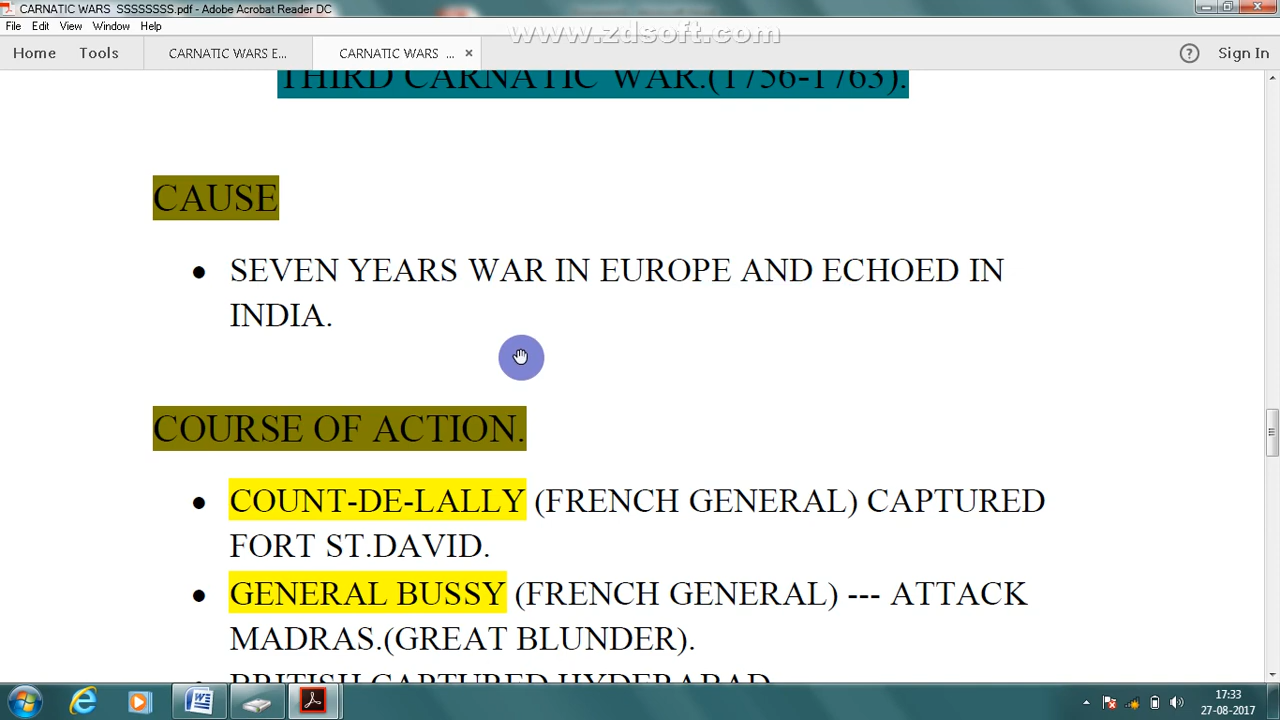 CARNATIC WARS SSSSSSSS.pdf - Adobe Acrobat Reader DC
File Edit View Window Help
www.zdsoft.com
Home Tools CARNATIC WARS E... CARNATIC WARS ... × Sign In
THIRD CARNATIC WAR.(1756-1763).
CAUSE
• SEVEN YEARS WAR IN EUROPE AND ECHOED IN
INDIA.
COURSE OF ACTION.
• COUNT-DE-LALLY (FRENCH GENERAL) CAPTURED
FORT ST.DAVID.
• GENERAL BUSSY (FRENCH GENERAL) --- ATTACK
MADRAS.(GREAT BLUNDER).
• BRITISH CAPTURED HYDERABAD
17:33
27-08-2017